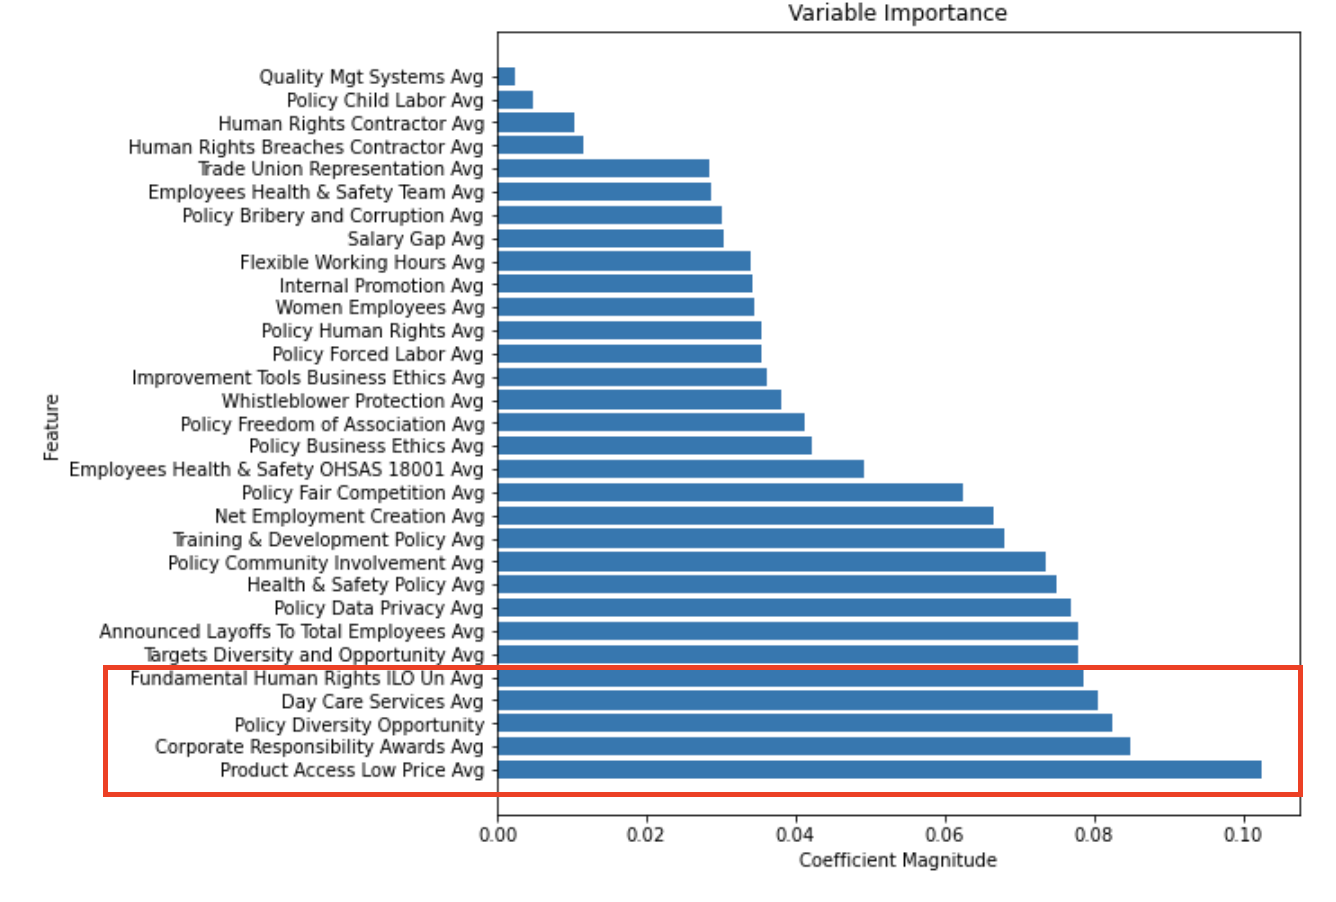 Variable Importance
Quality Mgt Systems Avg
Policy Child Labor Avg
Human Rights Contractor Avg
Human Rights Breaches Contractor Avg
Trade Union Representation Avg
Employees Health & Safety Team Avg
Policy Bribery and Corruption Avg
Salary Gap Avg
Flexible Working Hours Avg
Internal Promotion Avg
Women Employees Avg
Policy Human Rights Avg
Policy Forced Labor Avg
Improvement Tools Business Ethics Avg
Whistleblower Protection Avg
Policy Freedom of Association Avg
Policy Business Ethics Avg
Employees Health & Safety OHSAS 18001 Avg
Policy Fair Competition Avg
Net Employment Creation Avg
Training & Development Policy Avg
Policy Community Involvement Avg
Health & Safety Policy Avg
Policy Data Privacy Avg
Announced Layoffs To Total Employees Avg
Targets Diversity and Opportunity Avg
Fundamental Human Rights ILO Un Avg
Day Care Services Avg
Policy Diversity Opportunity
Corporate Responsibility Awards Avg
Product Access Low Price Avg
Feature
0.00 0.02 0.04 0.06 0.08 0.10
Coefficient Magnitude